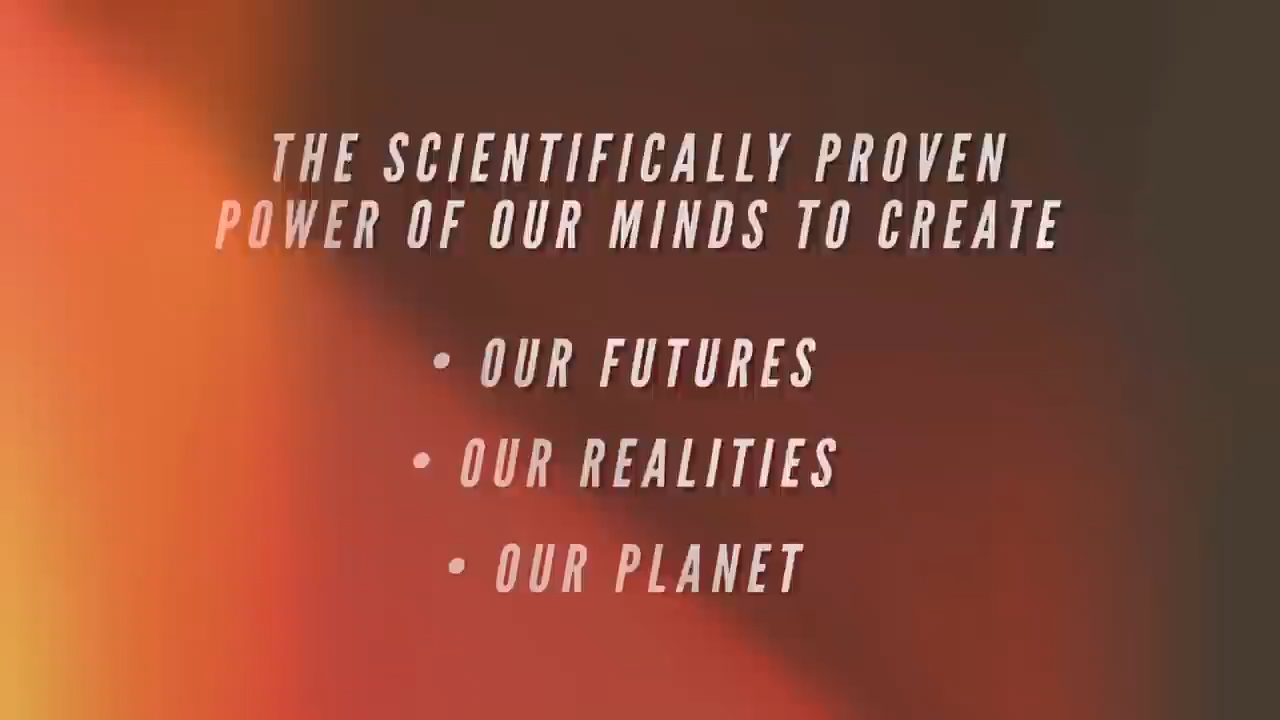 THE SCIENTIFICALLY PROVEN
POWER OF OUR MINDS TO CREATE
• OUR FUTURES
• OUR REALITIES
• OUR PLANET